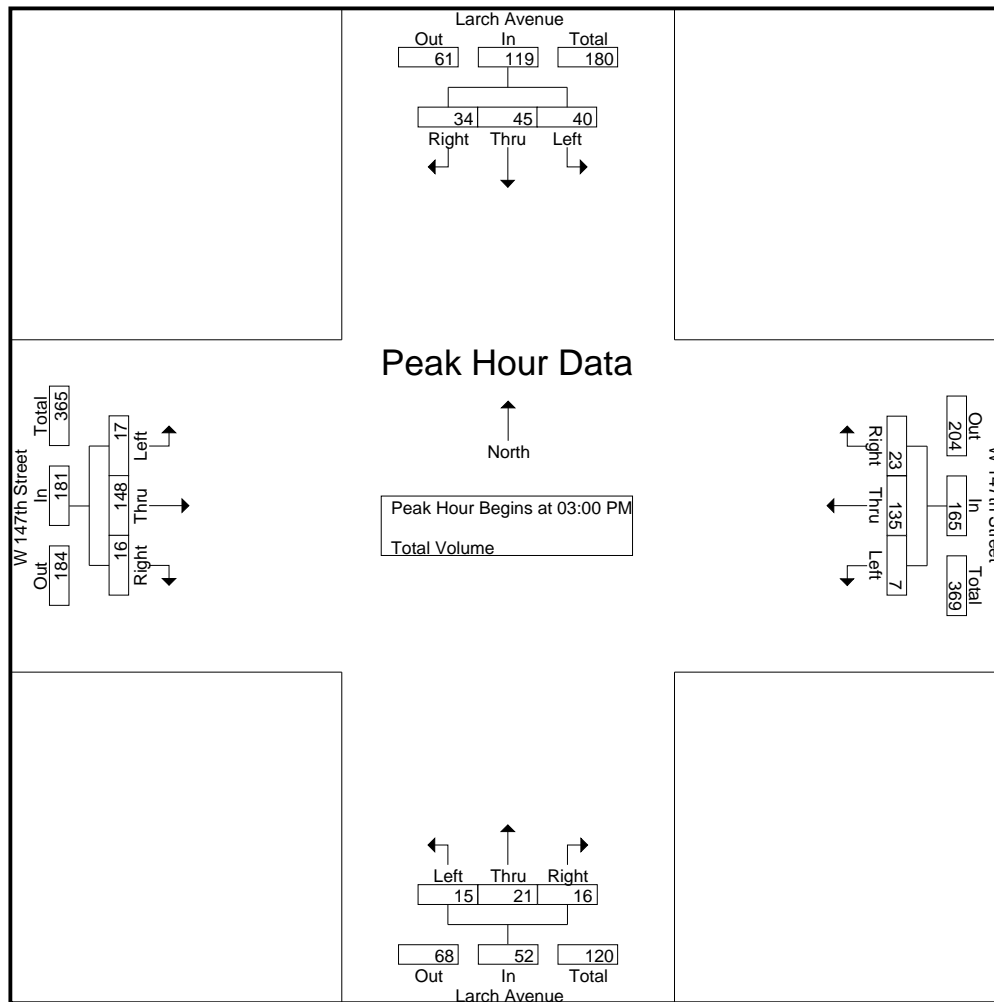 Larch Avenue
Out In Total
61 119 180
34 45 40
Right Thru Left
Peak Hour Data
North
Peak Hour Begins at 03:00 PM
Total Volume
W 147th Street
Total In Out
365 181 184
17 148 16
Left Thru Right
Right Thru Left
23 135 7
Out In Total
204 165 369
W 147th Street
Left Thru Right
15 21 16
68 52 120
Out In Total
Larch Avenue